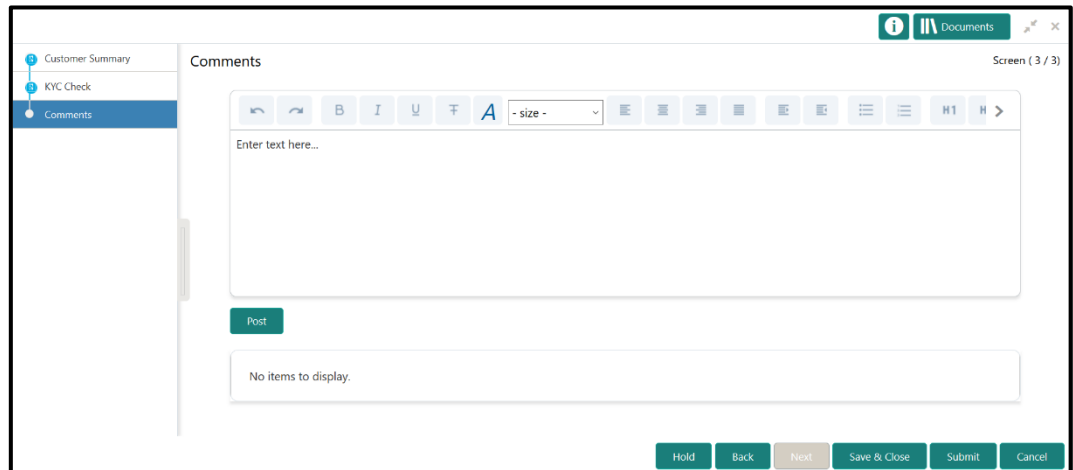 Documents
Customer Summary
KYC Check
Comments
Comments
Screen ( 3 / 3)
B I U T A - size - H1 H
Enter text here...
Post
No items to display.
Hold Back Next Save & Close Submit Cancel